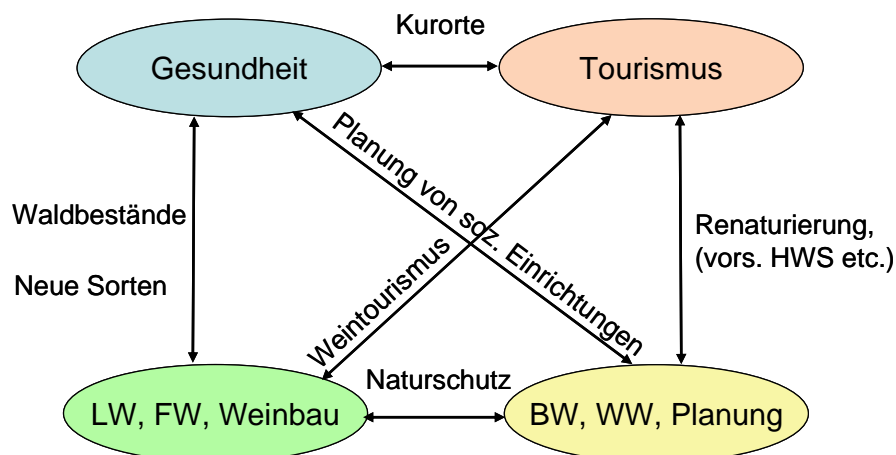 Kurorte
Gesundheit
Tourismus
Planung von soz. Einrichtungen
Waldbestände
Neue Sorten
Weintourismus
Renaturierung,
(vors. HWS etc.)
Naturschutz
LW, FW, Weinbau
BW, WW, Planung